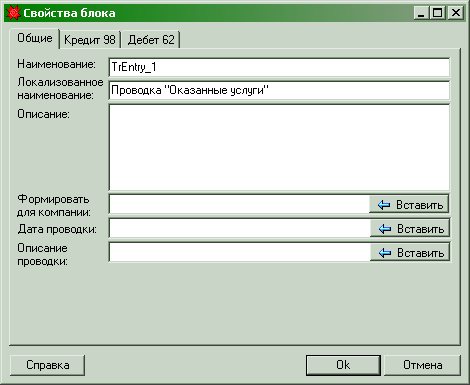 Свойства блока
Общие Кредит 98 Дебет 62
Наименование: TrEntry_1
Локализованное
наименование: Проводка "Оказанные услуги"
Описание:
Формировать
для компании: Вставить
Дата проводки: Вставить
Описание
проводки: Вставить
Справка Ok Отмена